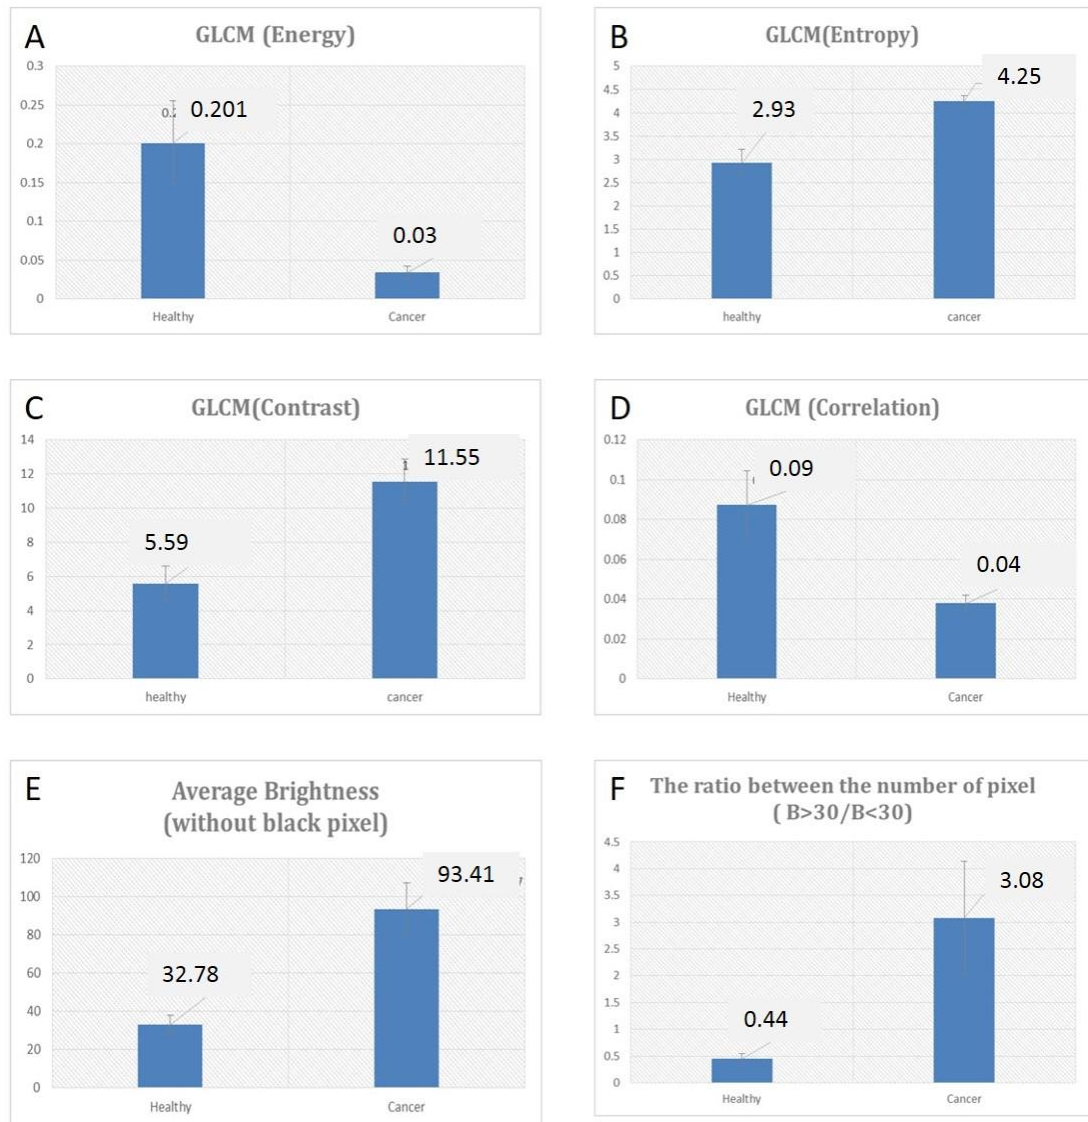 A
GLCM (Energy)
0.3
0.25
0.2
0.15
0.1
0.05
0
0.201
0.03
Healthy
Cancer
B
GLCM(Entropy)
5
4.5
4
3.5
3
2.5
2
1.5
1
0.5
0
2.93
4.25
healthy
cancer
C
GLCM(Contrast)
14
12
10
8
6
4
2
0
5.59
11.55
healthy
cancer
D
GLCM (Correlation)
0.12
0.1
0.08
0.06
0.04
0.02
0
0.09
0.04
Healthy
Cancer
E
Average Brightness
(without black pixel)
120
100
80
60
40
20
0
32.78
93.41
Healthy
Cancer
F
The ratio between the number of pixel
( B>30/B<30)
4.5
4
3.5
3
2.5
2
1.5
1
0.5
0
0.44
3.08
Healthy
Cancer